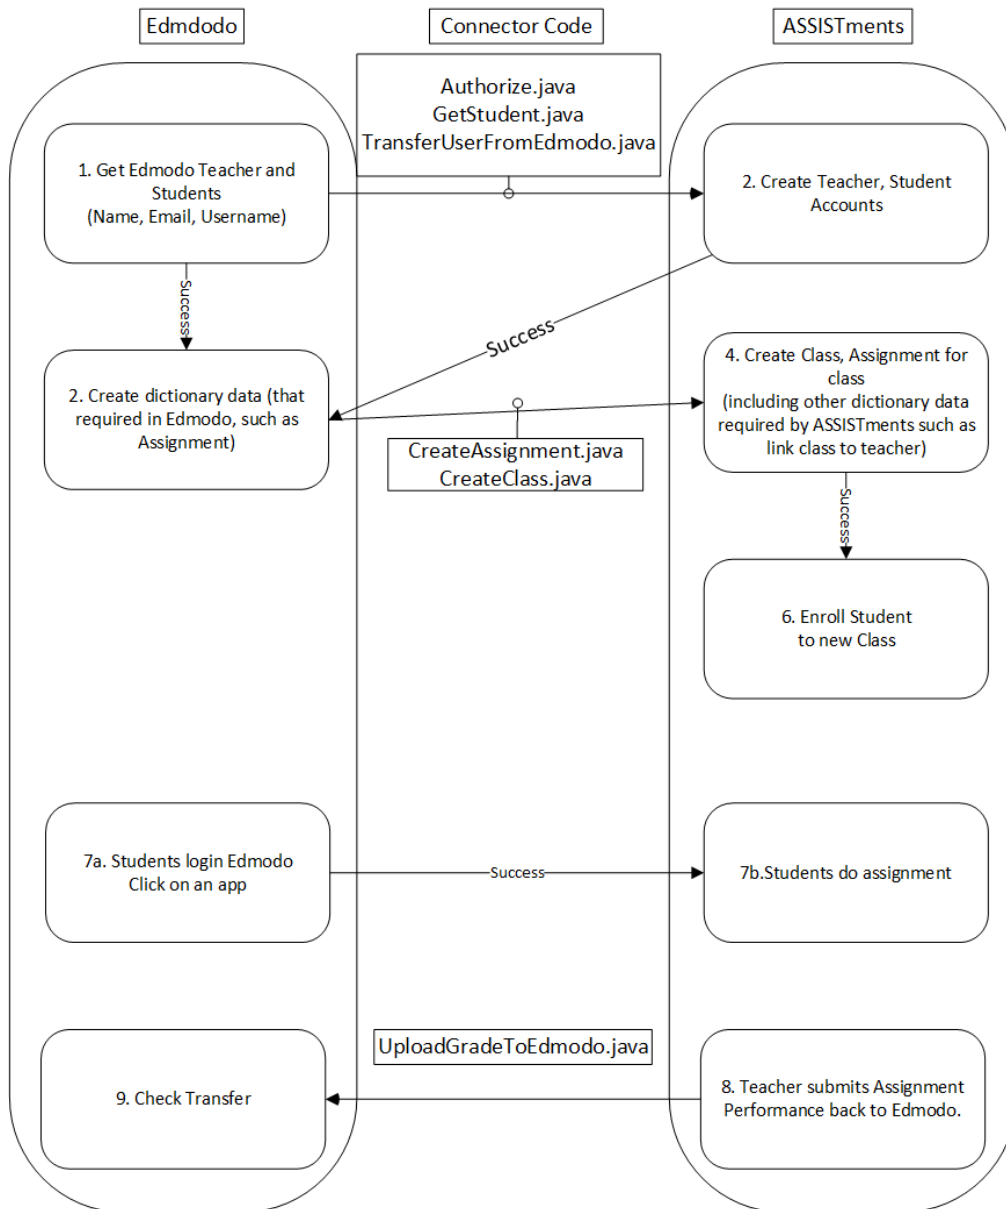 Edmdodo
Connector Code
ASSISTments
Authorize.java
GetStudent.java
TransferUserFromEdmodo.java
1. Get Edmodo Teacher and
Students
(Name, Email, Username)
2. Create Teacher, Student
Accounts
Success
Success
2. Create dictionary data (that
required in Edmodo, such as
Assignment)
4. Create Class, Assignment for
class
(including other dictionary data
required by ASSISTments such as
link class to teacher)
CreateAssignment.java
CreateClass.java
Success
6. Enroll Student
to new Class
7a. Students login Edmodo
Click on an app
Success
7b.Students do assignment
UploadGradeToEdmodo.java
9. Check Transfer
8. Teacher submits Assignment
Performance back to Edmodo.